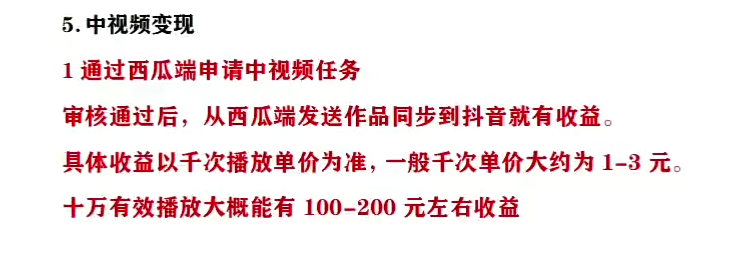 5.中视频变现
1 通过西瓜端申请中视频任务
审核通过后，从西瓜端发送作品同步到抖音就有收益。
具体收益以千次播放单价为准，一般千次单价大约为 1-3 元。
十万有效播放大概能有 100-200 元左右收益